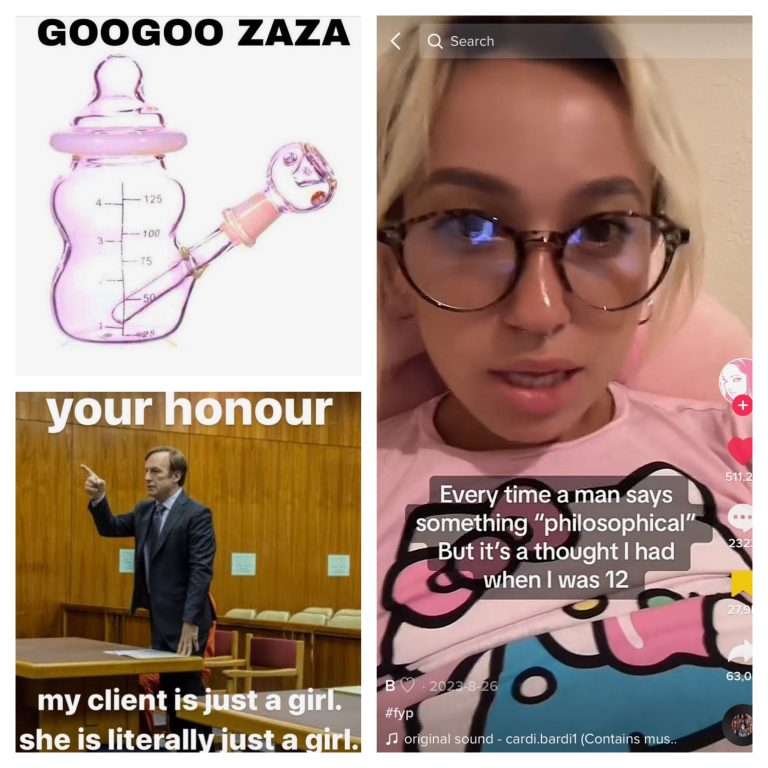 GOOGOO ZAZA
125
4
100
3
75
2
50
1
25
your honour
my client is just a girl.
she is literally just a girl.
Search
Every time a man says
something “philosophical”
But it’s a thought I had
when I was 12
511,2
2323
27,9
63,0
B♡ · 2023-8-26
#fyp
original sound - cardi.bardi1 (Contains mus..